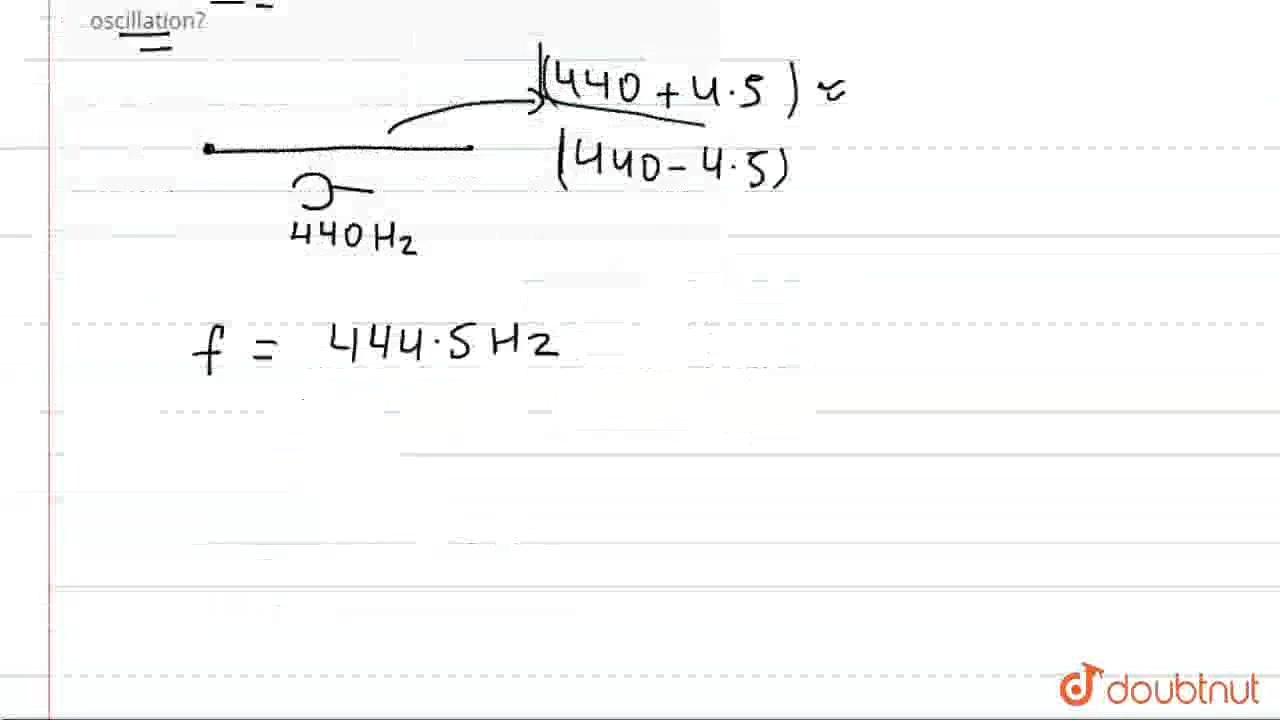 oscillation?
(440 + 4.5)
(440 - 4.5)
440 Hz
f = 444.5 Hz
doubtnut